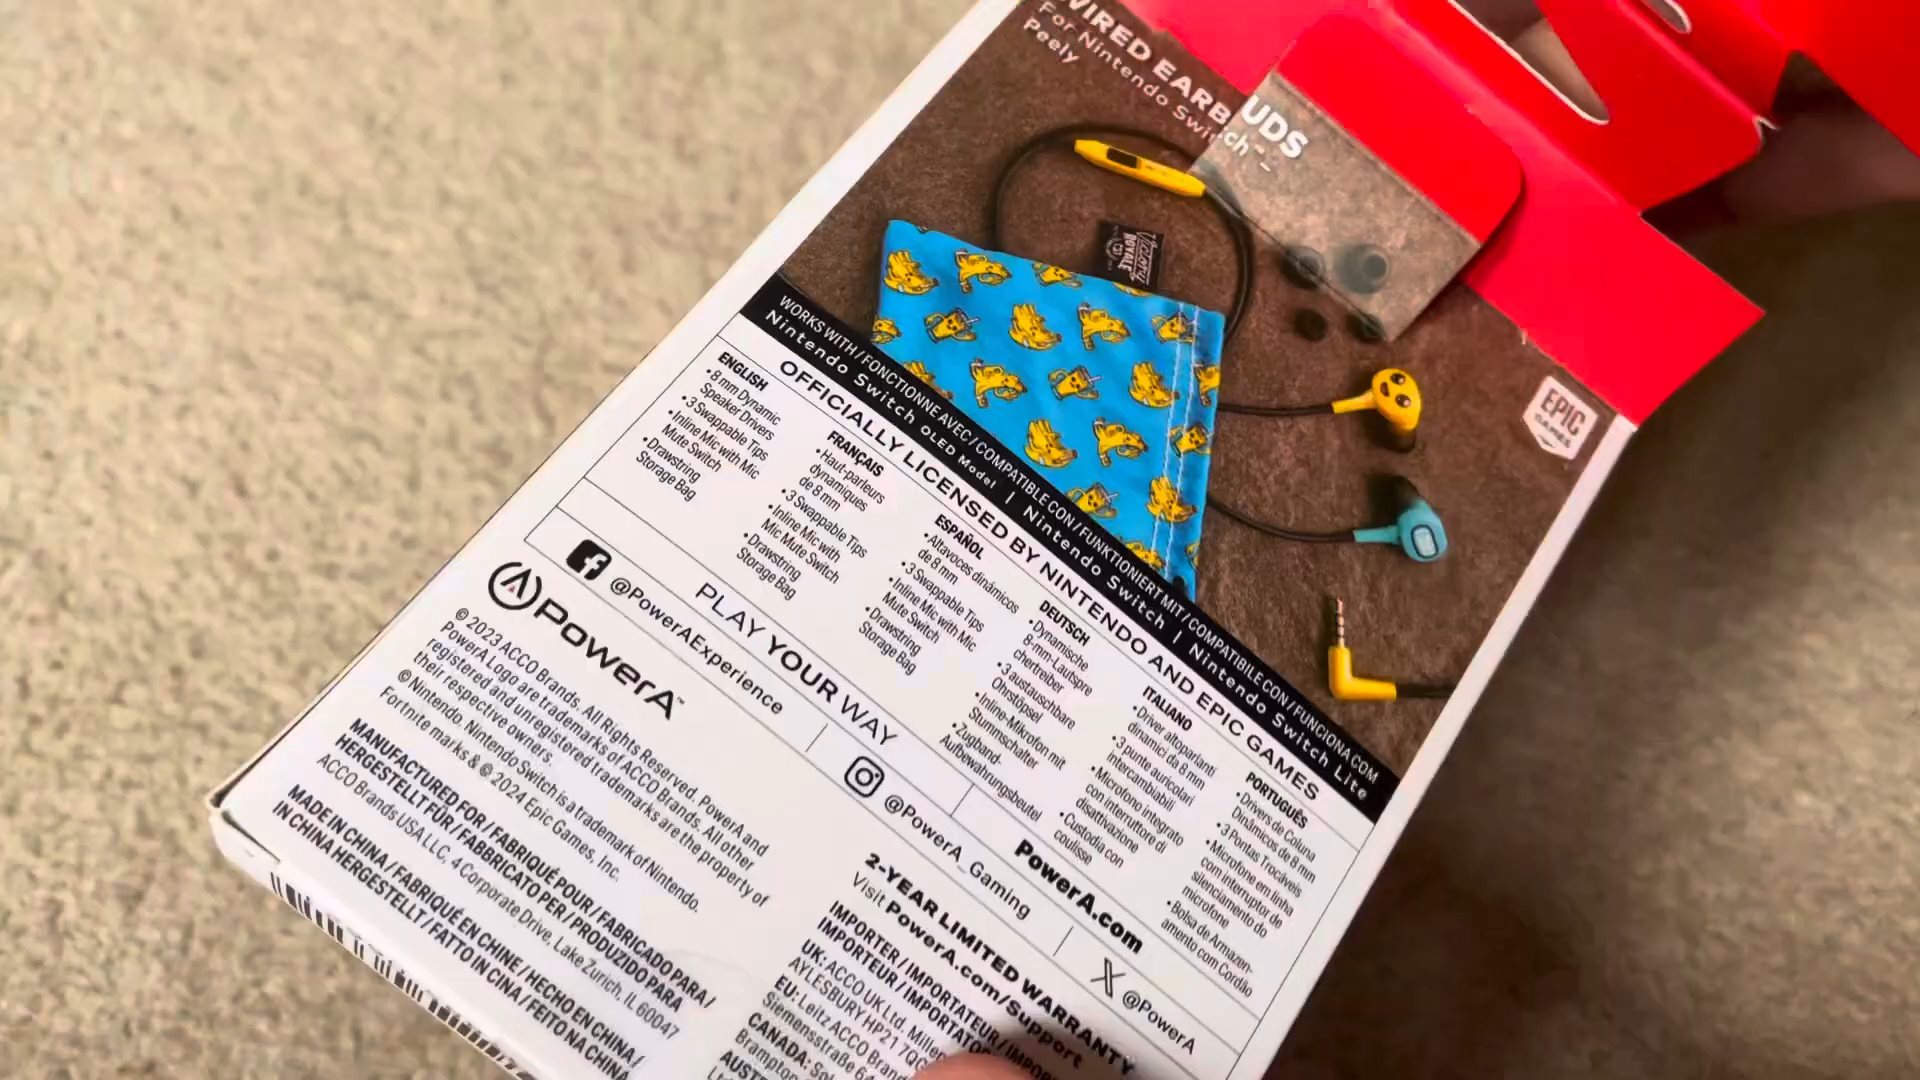 WIRED EARBUDS
For Nintendo Switch™
Peely
Victory
ROYALE
EPIC
GAMES
WORKS WITH / FONCTIONNE AVEC / COMPATIBLE CON / FUNKTIONIERT MIT / COMPATIBILE CON / FUNCIONA COM
Nintendo Switch OLED Model | Nintendo Switch | Nintendo Switch Lite
OFFICIALLY LICENSED BY NINTENDO AND EPIC GAMES
ENGLISH
•8 mm Dynamic
Speaker Drivers
•3 Swappable Tips
•Inline Mic with Mic
Mute Switch
•Drawstring
Storage Bag
FRANÇAIS
•Haut-parleurs
dynamiques
de 8 mm
•3 Swappable Tips
•Inline Mic with
Mic Mute Switch
•Drawstring
Storage Bag
ESPAÑOL
•Altavoces dinámicos
de 8 mm
•3 Swappable Tips
•Inline Mic with Mic
Mute Switch
•Drawstring
Storage Bag
DEUTSCH
•Dynamische
8-mm-Lautspre
chertreiber
•3 austauschbare
Ohrstöpsel
•Inline-Mikrofon mit
Stummschalter
•Zugband-
Aufbewahrungsbeutel
ITALIANO
•Driver altoparlanti
dinamici da 8 mm
•3 punte auricolari
intercambiabili
•Microfono integrato
con interruttore di
disattivazione
•Custodia con
coulisse
PORTUGUÊS
•Drivers de Coluna
Dinâmicos de 8 mm
•3 Pontas Trocáveis
•Microfone em linha
com interruptor de
silenciamento do
microfone
•Bolsa de Armazen-
amento com Cordão
PLAY YOUR WAY
PowerA.com
@PowerAExperience
@PowerA_Gaming
@PowerA
PowerA™
© 2023 ACCO Brands. All Rights Reserved. PowerA and
PowerA Logo are trademarks of ACCO Brands. All other
registered and unregistered trademarks are the property of
their respective owners.
© Nintendo. Nintendo Switch is a trademark of Nintendo.
Fortnite marks & © 2024 Epic Games, Inc.
MANUFACTURED FOR / FABRIQUÉ POUR / FABRICADO PARA /
HERGESTELLT FÜR / FABBRICATO PER / PRODUZIDO PARA
ACCO Brands USA LLC, 4 Corporate Drive, Lake Zurich, IL 60047
MADE IN CHINA / FABRIQUÉ EN CHINE / HECHO EN CHINA /
IN CHINA HERGESTELLT / FATTO IN CINA / FEITO NA CHINA
2-YEAR LIMITED WARRANTY
Visit PowerA.com/Support
IMPORTER / IMPORTATEUR /
IMPORTEUR /
UK: ACCO UK Ltd.
AYLESBURY HP21
EU: Leitz ACCO
Siemensstraße
CANADA:
Brampton